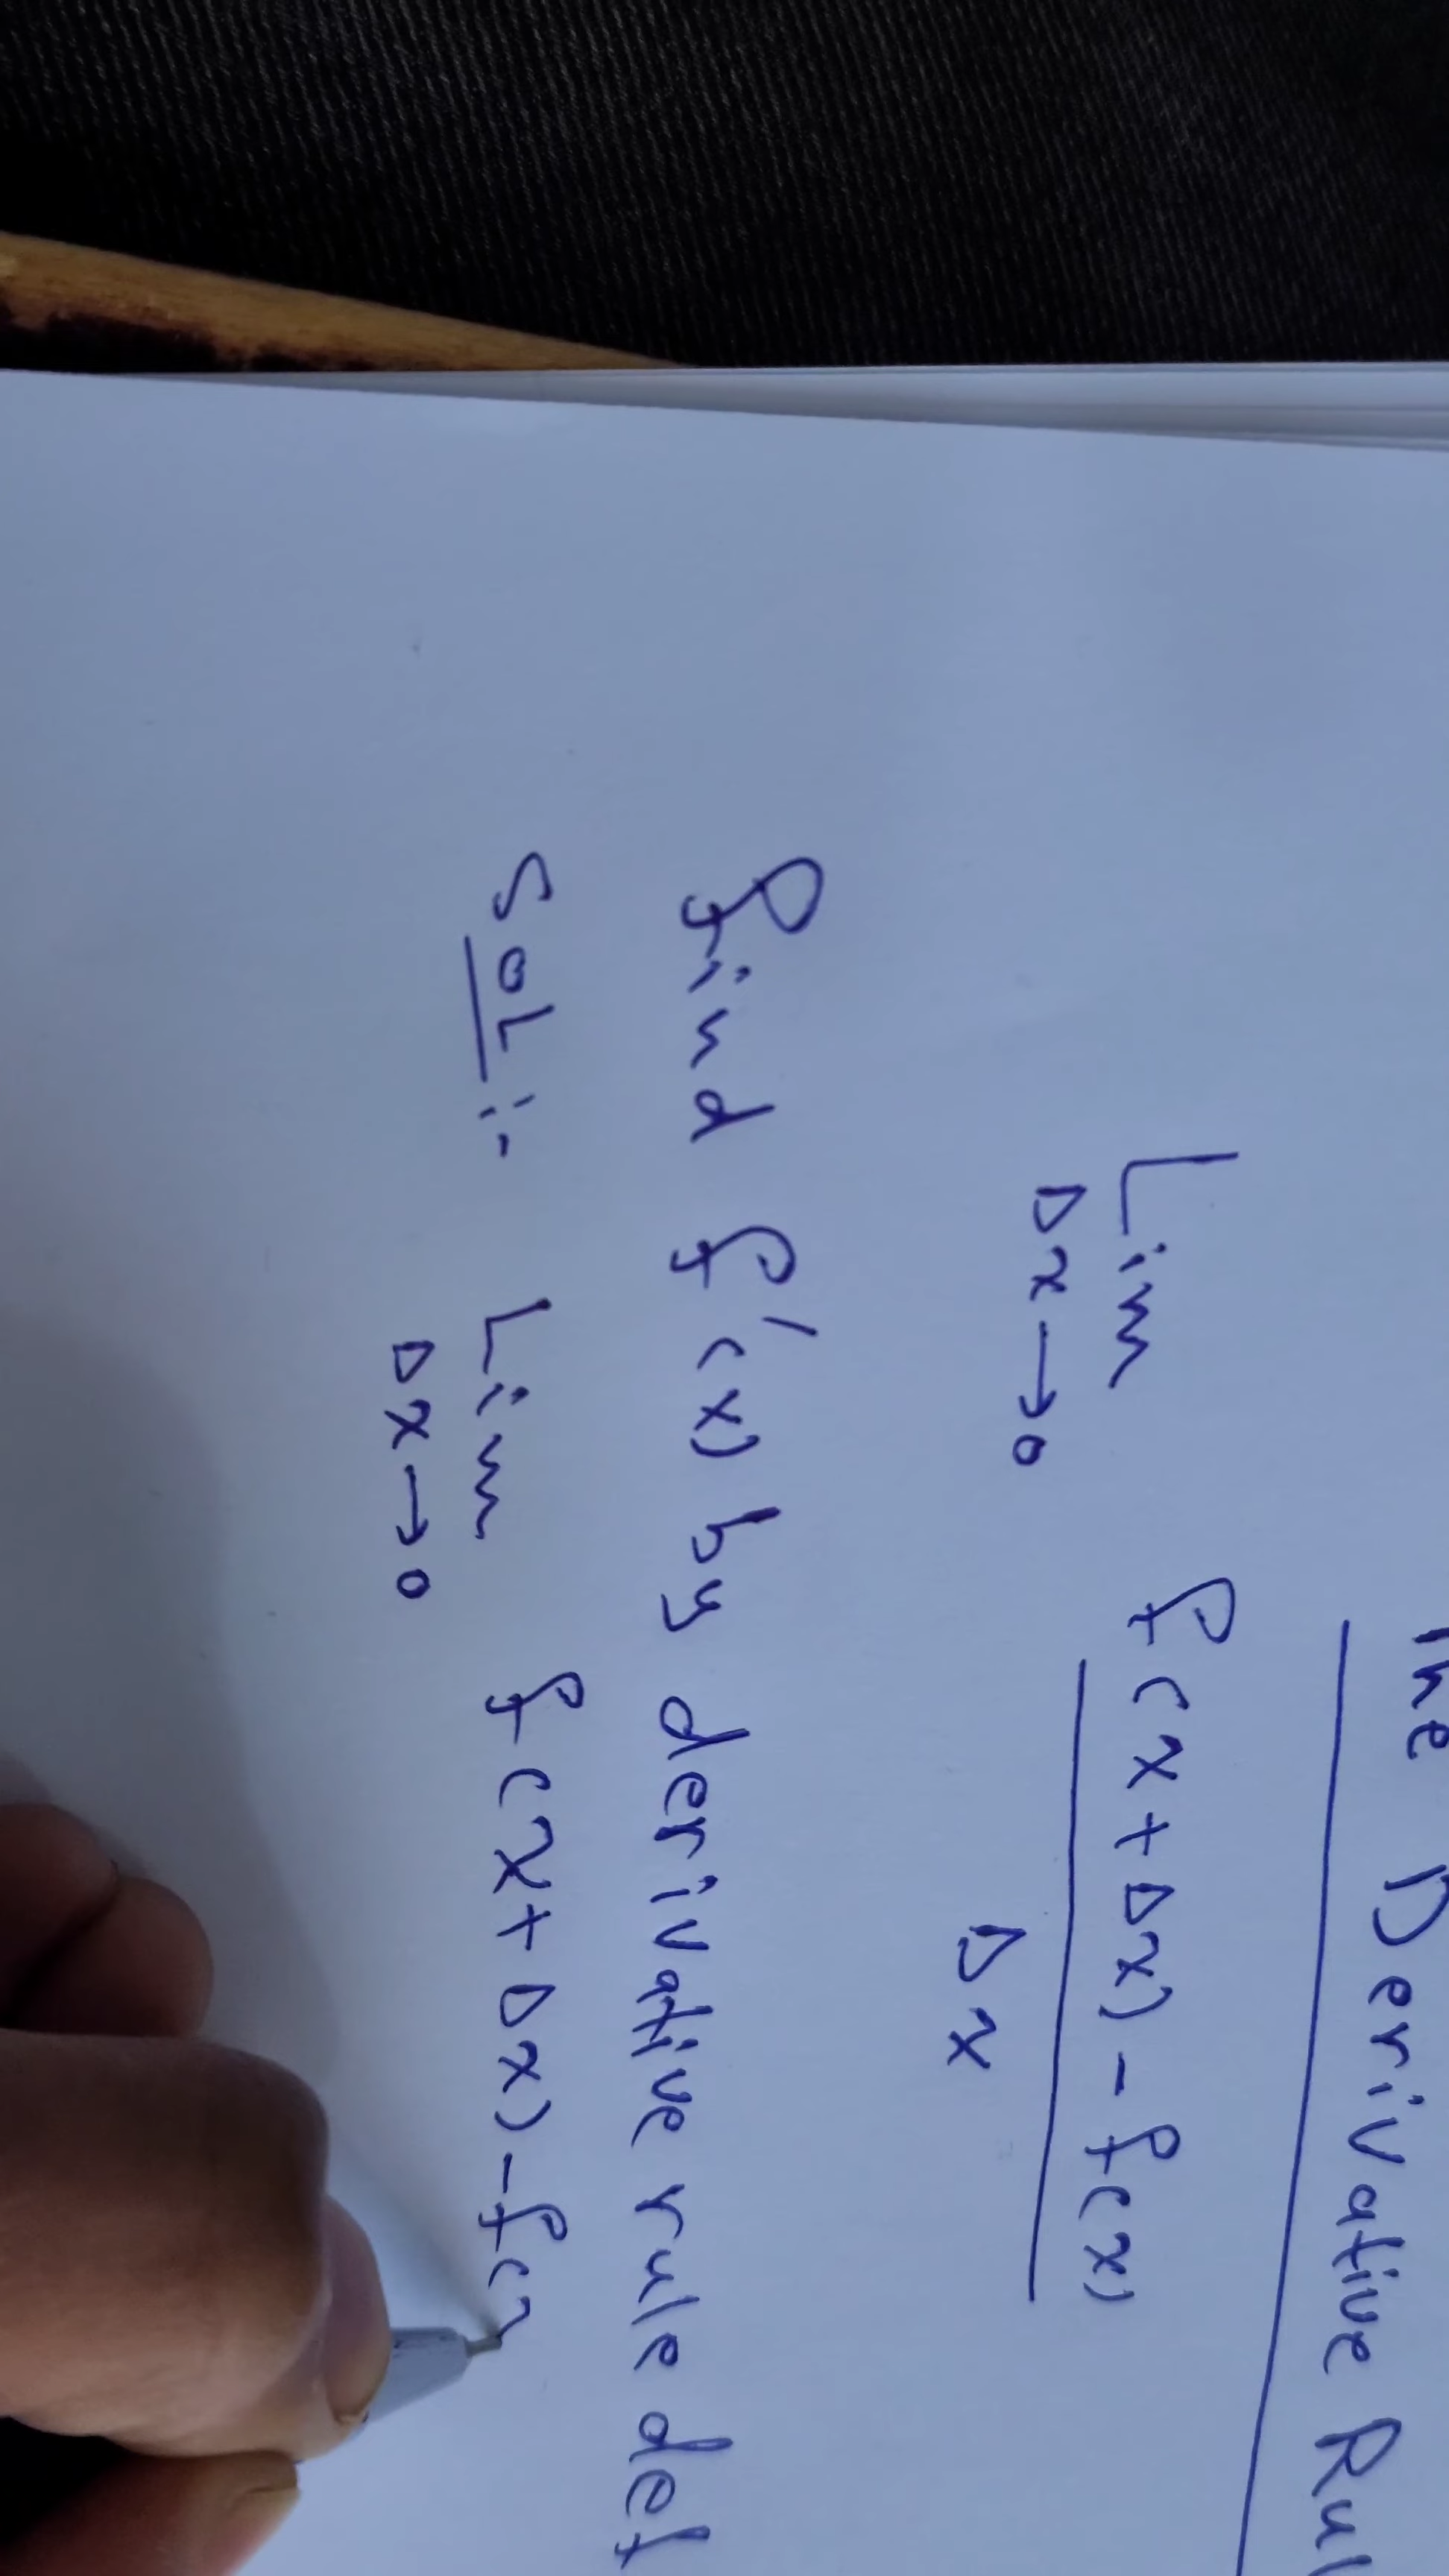 The Derivative Rul
Lim f(x+Δx)-f(x)
Δx→0 Δx
find f'(x) by derivative rule def
Sol:- Lim f(x+Δx)-f(
Δx→0